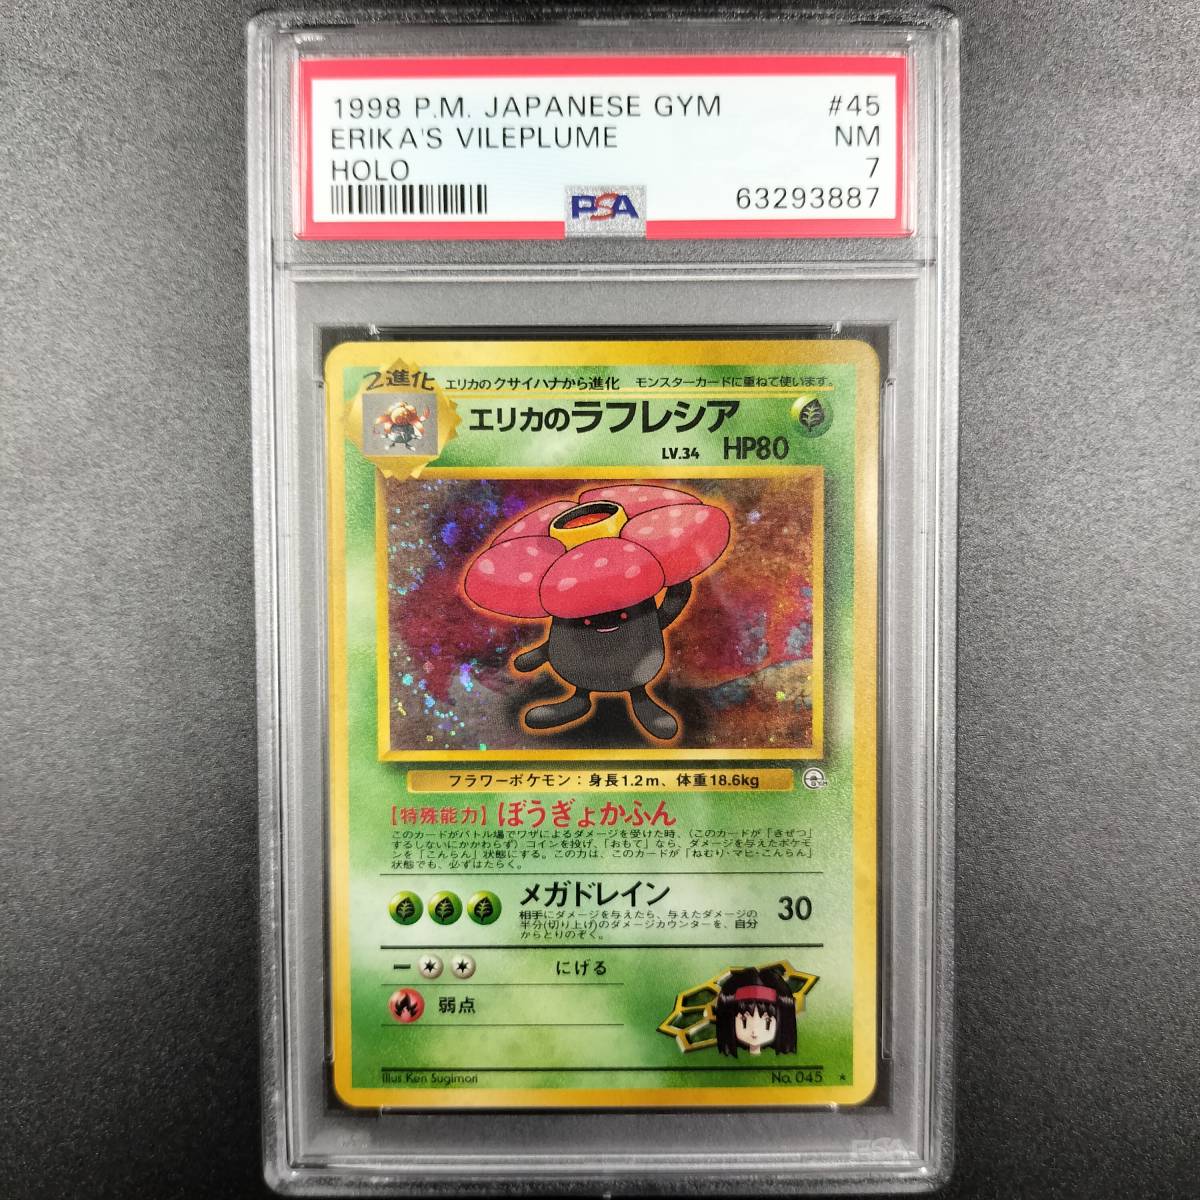 1998 P.M. JAPANESE GYM #45
ERIKA'S VILEPLUME NM
HOLO 7
PSA 63293887
2進化 エリカのクサイハナから進化 モンスターカードに重ねて使います。
エリカのラフレシア
LV.34 HP80
フラワーポケモン：身長1.2m、体重18.6kg
【特殊能力】ぼうぎょかふん
このカードがバトル場でワザによるダメージを受けた時、（このカードが「きぜつ」
するしないにかかわらず）コインを投げ、「おもて」なら、ダメージを与えたポケモ
ンを「こんらん」状態にする。この力は、このカードが「ねむり・マヒ・こんらん」
状態でも、必ずはたらく。
メガドレイン 30
相手にダメージを与えたら、与えたダメージの
半分(切り上げ)のダメージカウンターを、自分
からとりのぞく。
ー にげる
弱点
Illus Ken Sugimori No. 045 ★
PSA